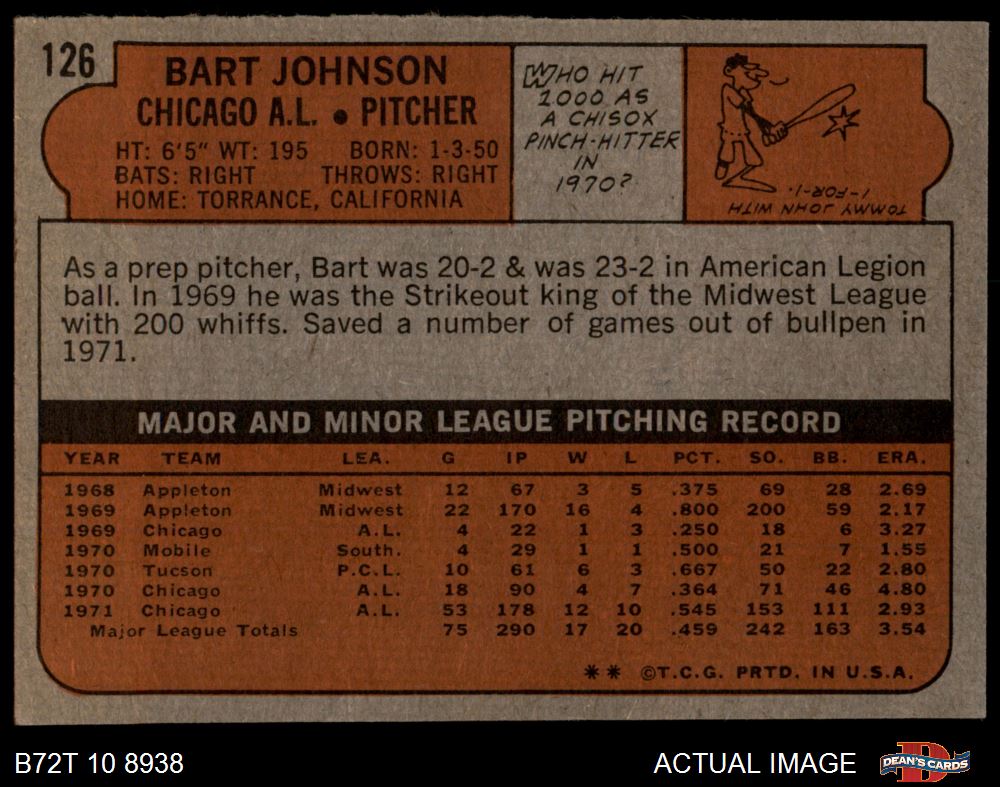 126
BART JOHNSON
CHICAGO A.L. • PITCHER
HT: 6'5" WT: 195 BORN: 1-3-50
BATS: RIGHT THROWS: RIGHT
HOME: TORRANCE, CALIFORNIA
WHO HIT
1000 AS
A CHISOX
PINCH-HITTER
IN
1970?
TOMMY JOHN WITH
1-FOR-1.
As a prep pitcher, Bart was 20-2 & was 23-2 in American Legion
ball. In 1969 he was the Strikeout king of the Midwest League
with 200 whiffs. Saved a number of games out of bullpen in
1971.
MAJOR AND MINOR LEAGUE PITCHING RECORD
YEAR TEAM LEA. G IP W L PCT. SO. BB. ERA.
1968 Appleton Midwest 12 67 3 5 .375 69 28 2.69
1969 Appleton Midwest 22 170 16 4 .800 200 59 2.17
1969 Chicago A.L. 4 22 1 3 .250 18 6 3.27
1970 Mobile South. 4 29 1 1 .500 21 7 1.55
1970 Tucson P.C.L. 10 61 6 3 .667 50 22 2.80
1970 Chicago A.L. 18 90 4 7 .364 71 46 4.80
1971 Chicago A.L. 53 178 12 10 .545 153 111 2.93
Major League Totals 75 290 17 20 .459 242 163 3.54
** ©T.C.G. PRTD. IN U.S.A.
B72T 10 8938
ACTUAL IMAGE
DEAN'S CARDS